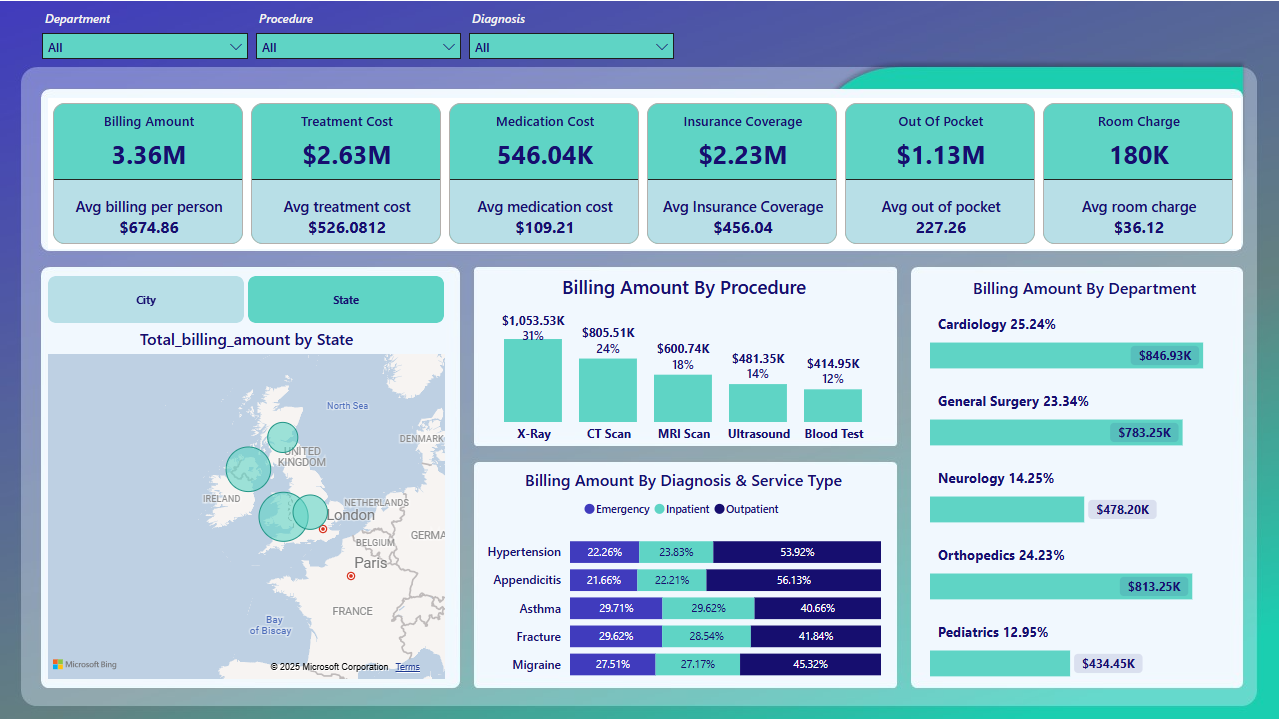 Department
Procedure
Diagnosis
All
All
All
Billing Amount
3.36M
Avg billing per person
$674.86
Treatment Cost
$2.63M
Avg treatment cost
$526.0812
Medication Cost
546.04K
Avg medication cost
$109.21
Insurance Coverage
$2.23M
Avg Insurance Coverage
$456.04
Out Of Pocket
$1.13M
Avg out of pocket
227.26
Room Charge
180K
Avg room charge
$36.12
City
State
Total_billing_amount by State
North Sea
DENMARK
UNITED
KINGDOM
IRELAND
NETHERLANDS
London
GERMA
BELGIUM
Paris
FRANCE
Bay
of Biscay
Microsoft Bing
© 2025 Microsoft Corporation Terms
Billing Amount By Procedure
$1,053.53K
31%
$805.51K
24%
$600.74K
18%
$481.35K
14%
$414.95K
12%
X-Ray
CT Scan
MRI Scan
Ultrasound
Blood Test
Billing Amount By Diagnosis & Service Type
Emergency Inpatient Outpatient
Hypertension 22.26% 23.83% 53.92%
Appendicitis 21.66% 22.21% 56.13%
Asthma 29.71% 29.62% 40.66%
Fracture 29.62% 28.54% 41.84%
Migraine 27.51% 27.17% 45.32%
Billing Amount By Department
Cardiology 25.24%
$846.93K
General Surgery 23.34%
$783.25K
Neurology 14.25%
$478.20K
Orthopedics 24.23%
$813.25K
Pediatrics 12.95%
$434.45K